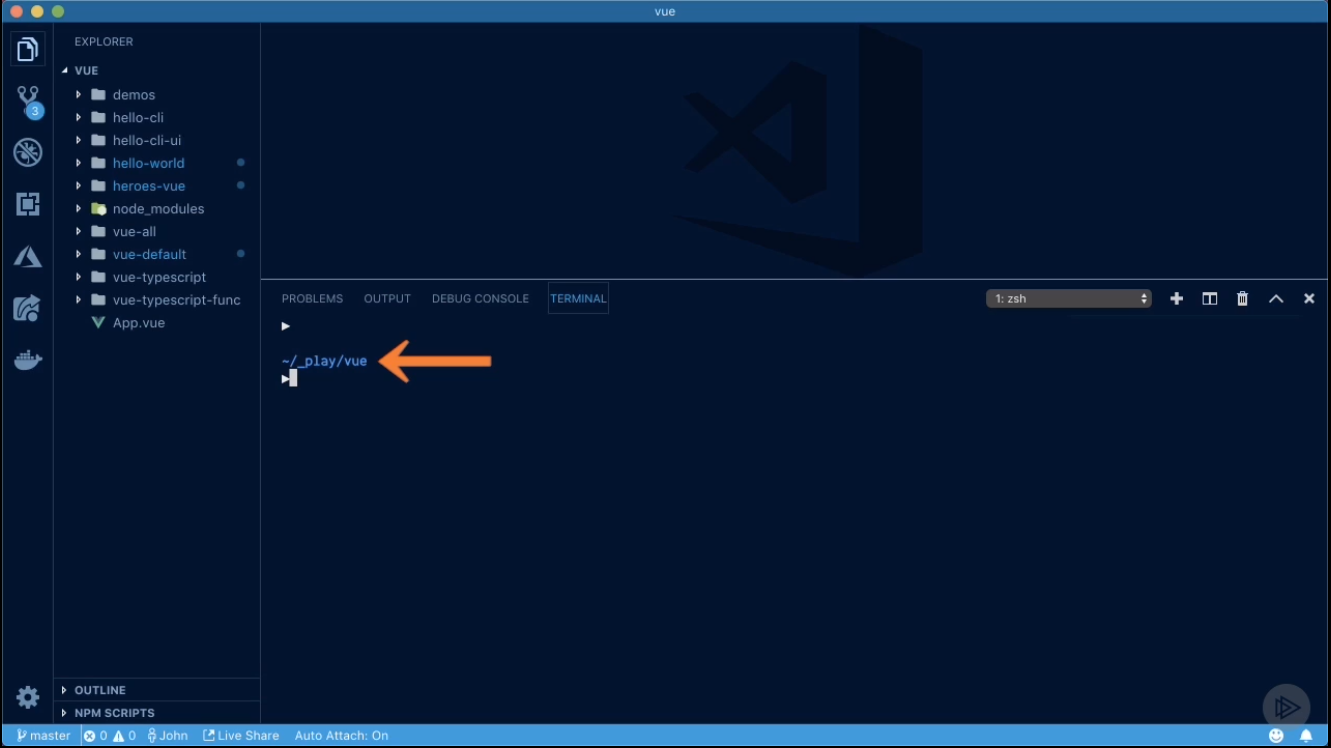 vue
EXPLORER
VUE
demos
hello-cli
hello-cli-ui
hello-world
heroes-vue
node_modules
vue-all
vue-default
vue-typescript
vue-typescript-func
App.vue
OUTLINE
NPM SCRIPTS
3
PROBLEMS OUTPUT DEBUG CONSOLE TERMINAL 1: zsh
~/_play/vue
master 0 0 John Live Share Auto Attach: On